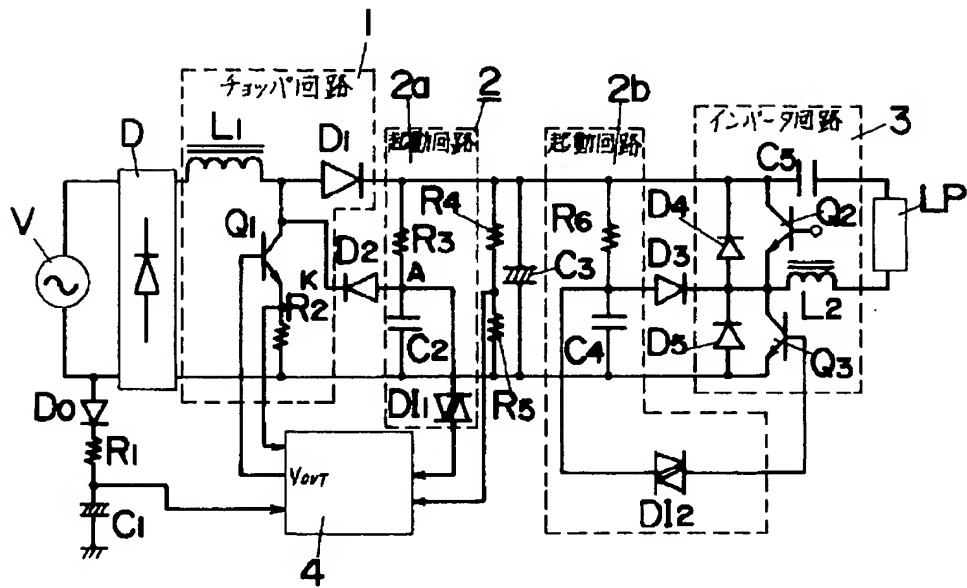 1
チョッパ回路
2a
2
2b
インバータ回路
3
D
L1
D1
起動回路
起動回路
C5
Q2
LP
V
Q1
D2
R3
R4
R6
D4
D3
K
A
C3
L2
R2
C2
C4
D5
Q3
D0
DI1
R5
R1
VOUT
DI2
C1
4